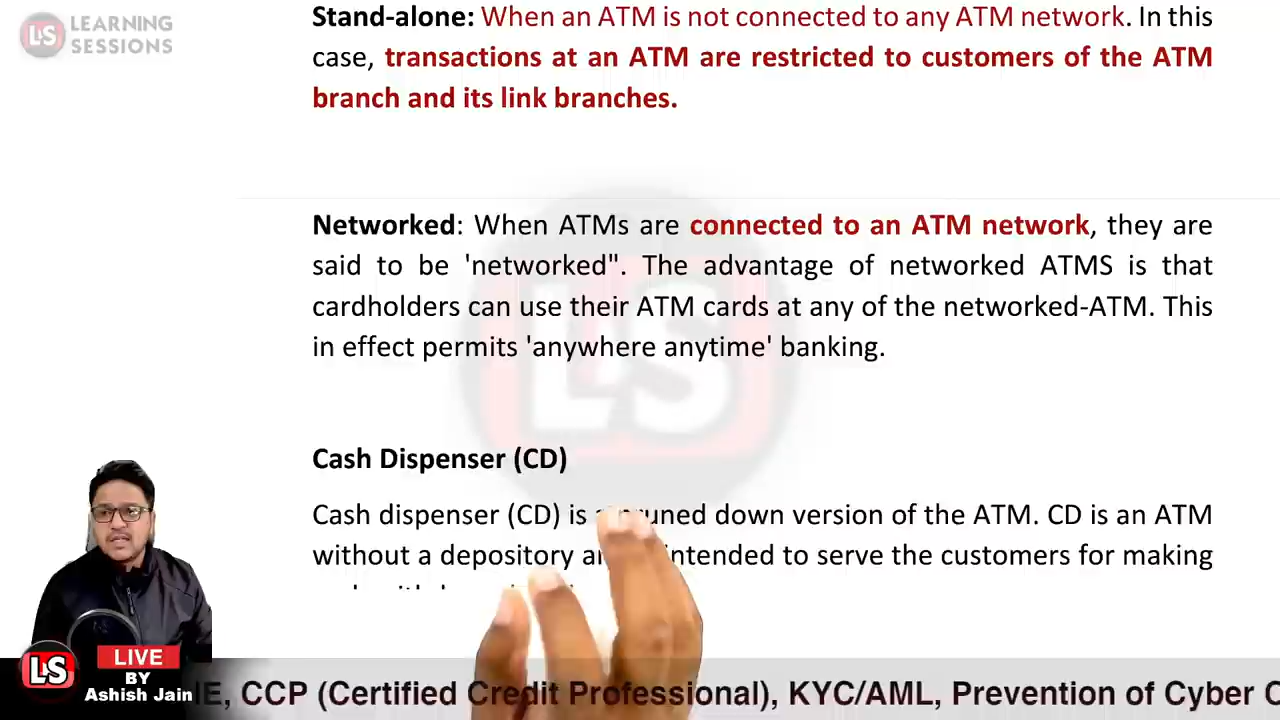 LS LEARNING
SESSIONS
Stand-alone: When an ATM is not connected to any ATM network. In this
case, transactions at an ATM are restricted to customers of the ATM
branch and its link branches.
Networked: When ATMs are connected to an ATM network, they are
said to be 'networked". The advantage of networked ATMS is that
cardholders can use their ATM cards at any of the networked-ATM. This
in effect permits 'anywhere anytime' banking.
LS
Cash Dispenser (CD)
Cash dispenser (CD) is down version of the ATM. CD is an ATM
without a depository intended to serve the customers for making
LS LIVE
BY
Ashish Jain
CCP (Certified Credit Professional), KYC/AML, Prevention of Cyber